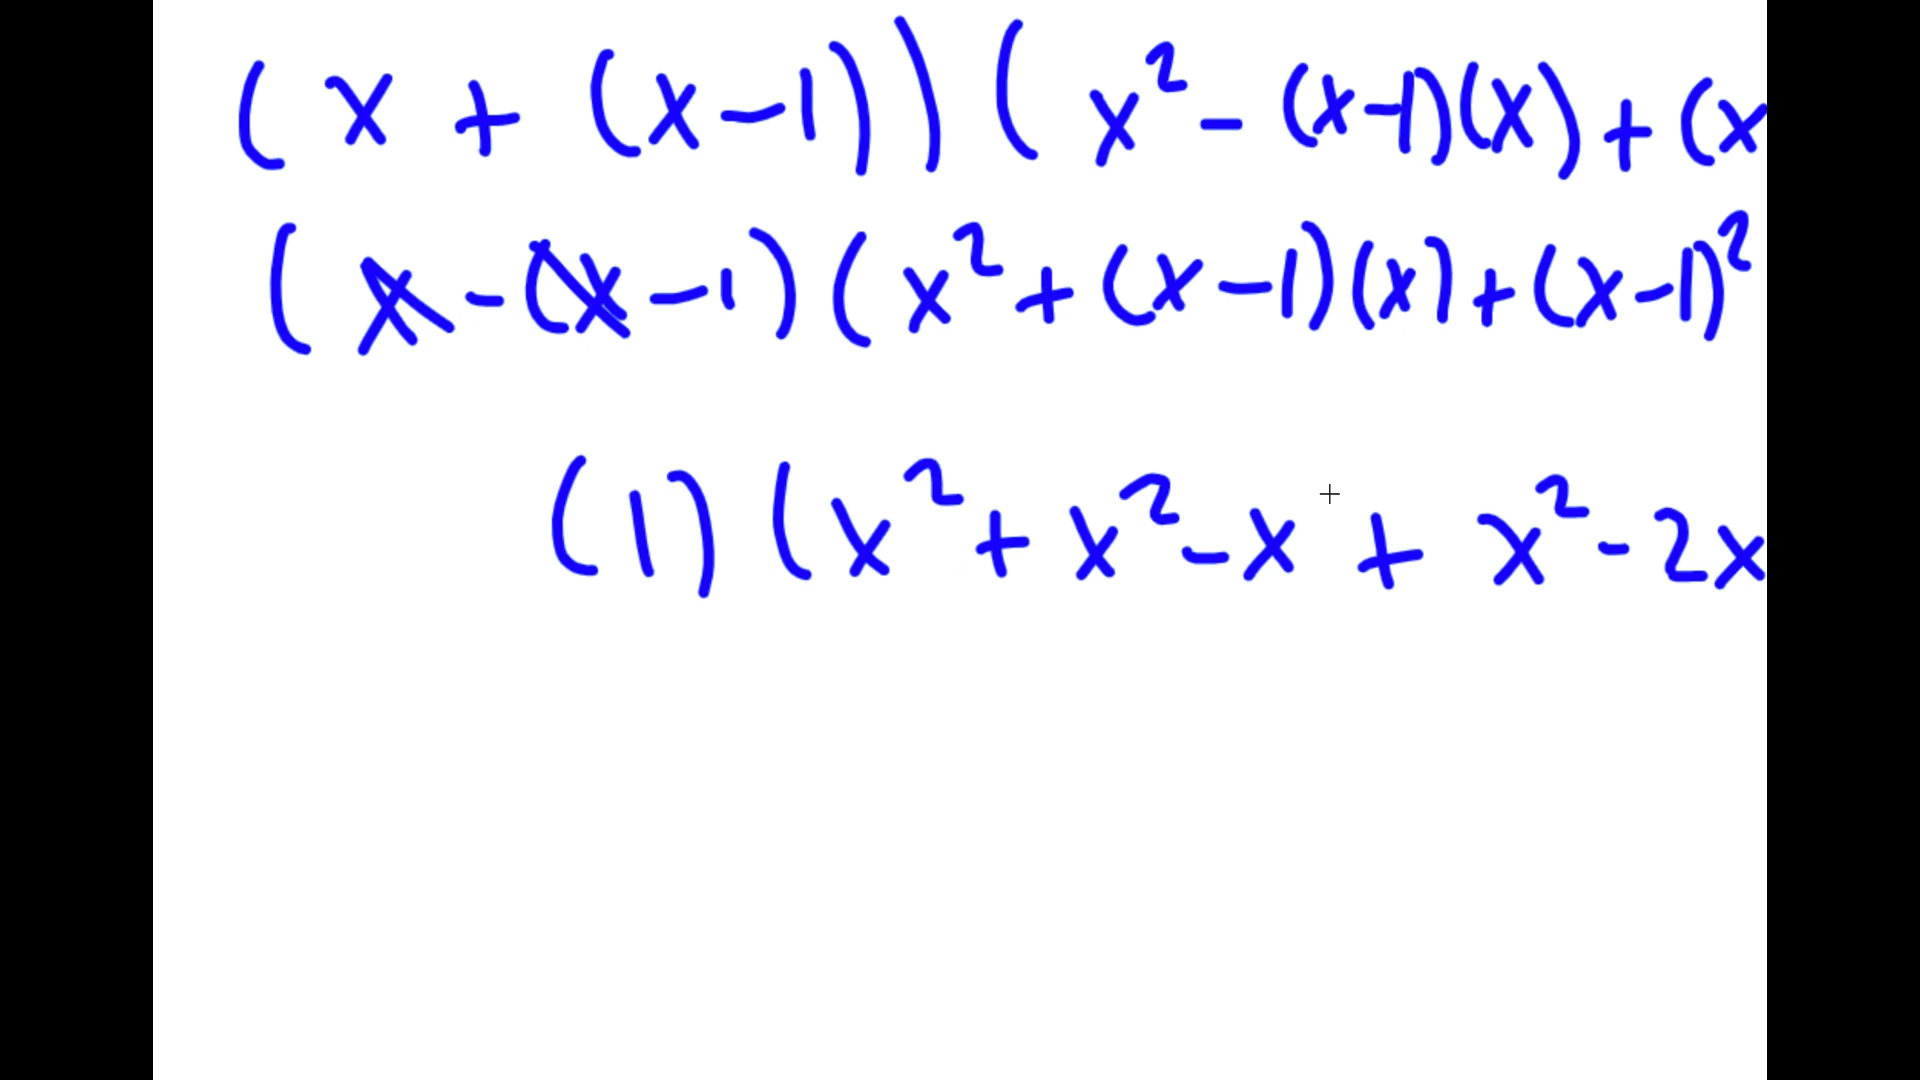 (x + (x-1))(x² - (x-1)(x) + (x
(x - (x-1)(x² + (x-1)(x) + (x-1)²
(1)(x² + x² - x + x² - 2x